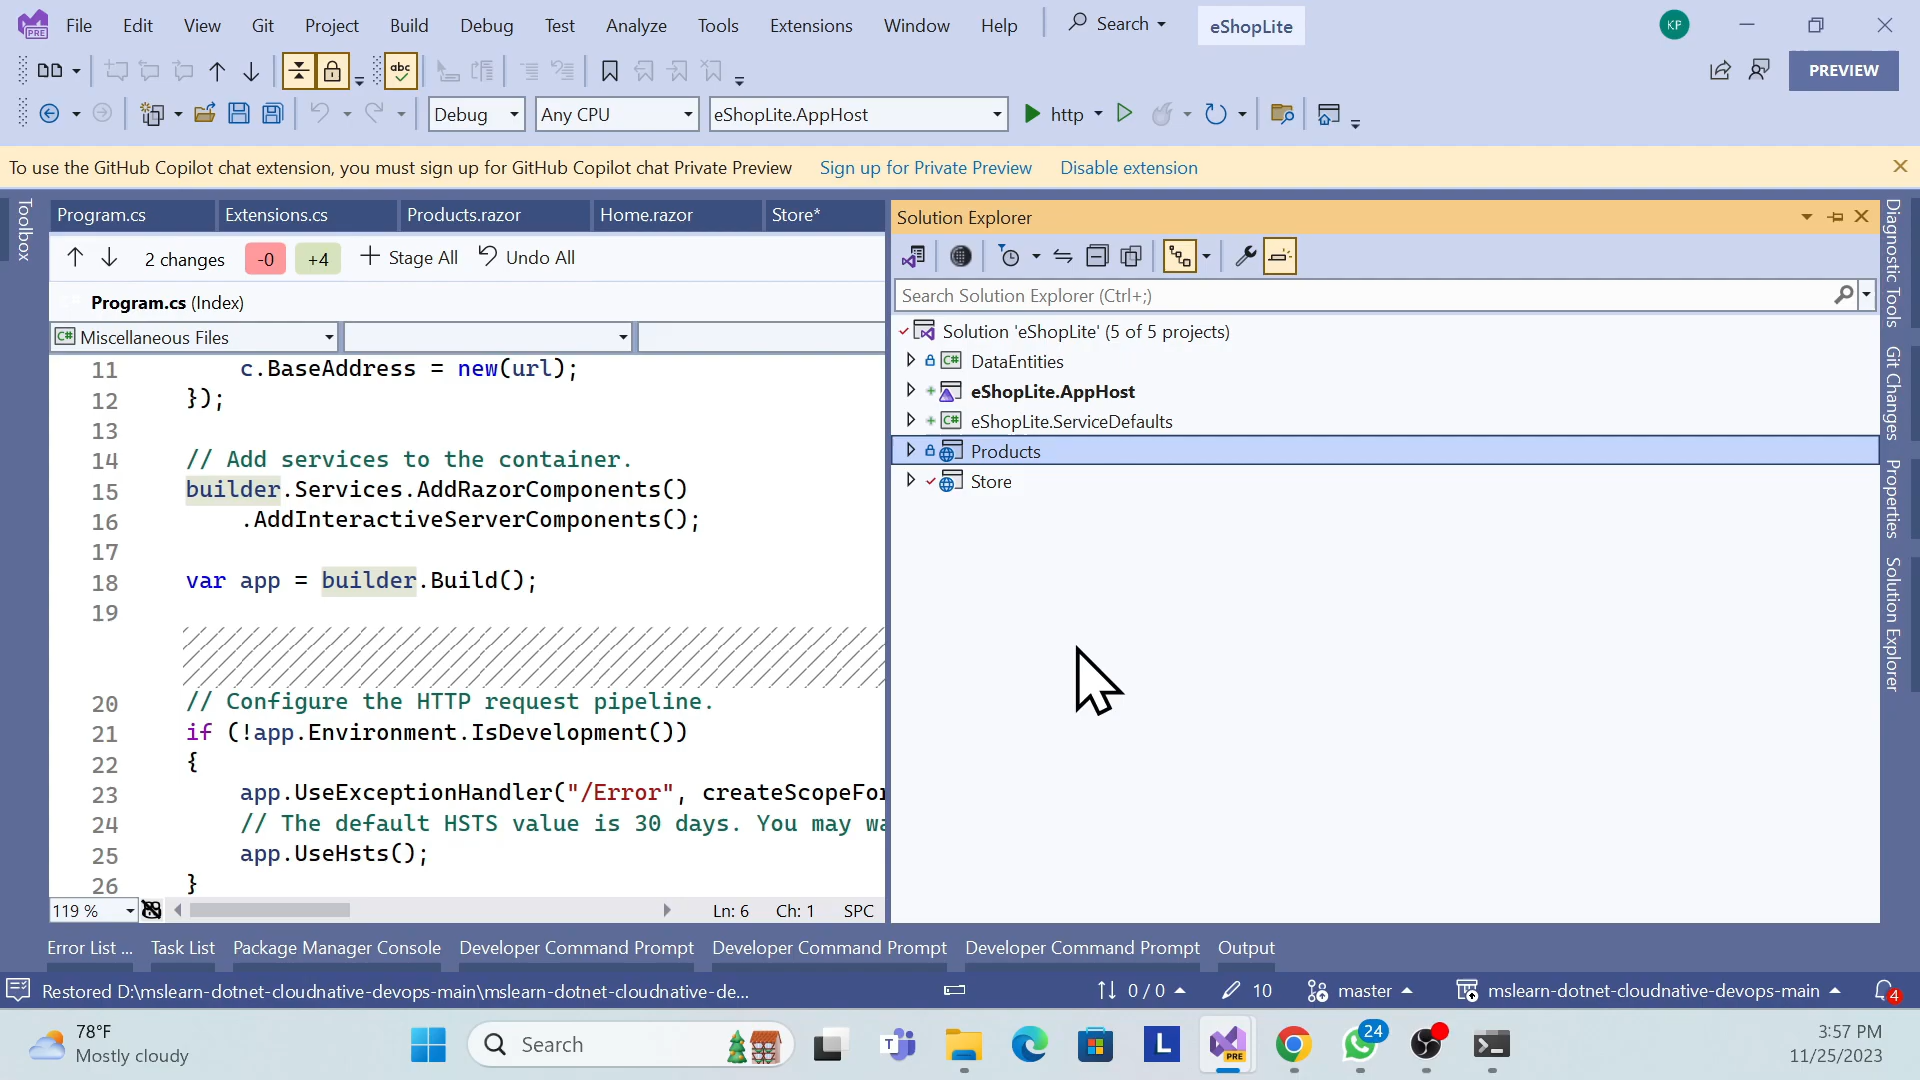 File Edit View Git Project Build Debug Test Analyze Tools Extensions Window Help Search eShopLite KP
PRE
abc
PREVIEW
Debug Any CPU eShopLite.AppHost http
To use the GitHub Copilot chat extension, you must sign up for GitHub Copilot chat Private Preview Sign up for Private Preview Disable extension
Toolbox
Program.cs Extensions.cs Products.razor Home.razor Store*
2 changes -0 +4 Stage All Undo All
Program.cs (Index)
C# Miscellaneous Files
11 c.BaseAddress = new(url);
12 });
13
14 // Add services to the container.
15 builder.Services.AddRazorComponents()
16 .AddInteractiveServerComponents();
17
18 var app = builder.Build();
19
20 // Configure the HTTP request pipeline.
21 if (!app.Environment.IsDevelopment())
22 {
23 app.UseExceptionHandler("/Error", createScopeFor
24 // The default HSTS value is 30 days. You may wa
25 app.UseHsts();
26 }
119 % Ln: 6 Ch: 1 SPC
Solution Explorer
Search Solution Explorer (Ctrl+;)
Solution 'eShopLite' (5 of 5 projects)
C# DataEntities
eShopLite.AppHost
C# eShopLite.ServiceDefaults
Products
Store
Diagnostic Tools
Git Changes
Properties
Solution Explorer
Error List ... Task List Package Manager Console Developer Command Prompt Developer Command Prompt Developer Command Prompt Output
Restored D:\mslearn-dotnet-cloudnative-devops-main\mslearn-dotnet-cloudnative-de... 0 / 0 10 master mslearn-dotnet-cloudnative-devops-main 4
78°F
Mostly cloudy
Search
T
L
PRE
24
3:57 PM
11/25/2023